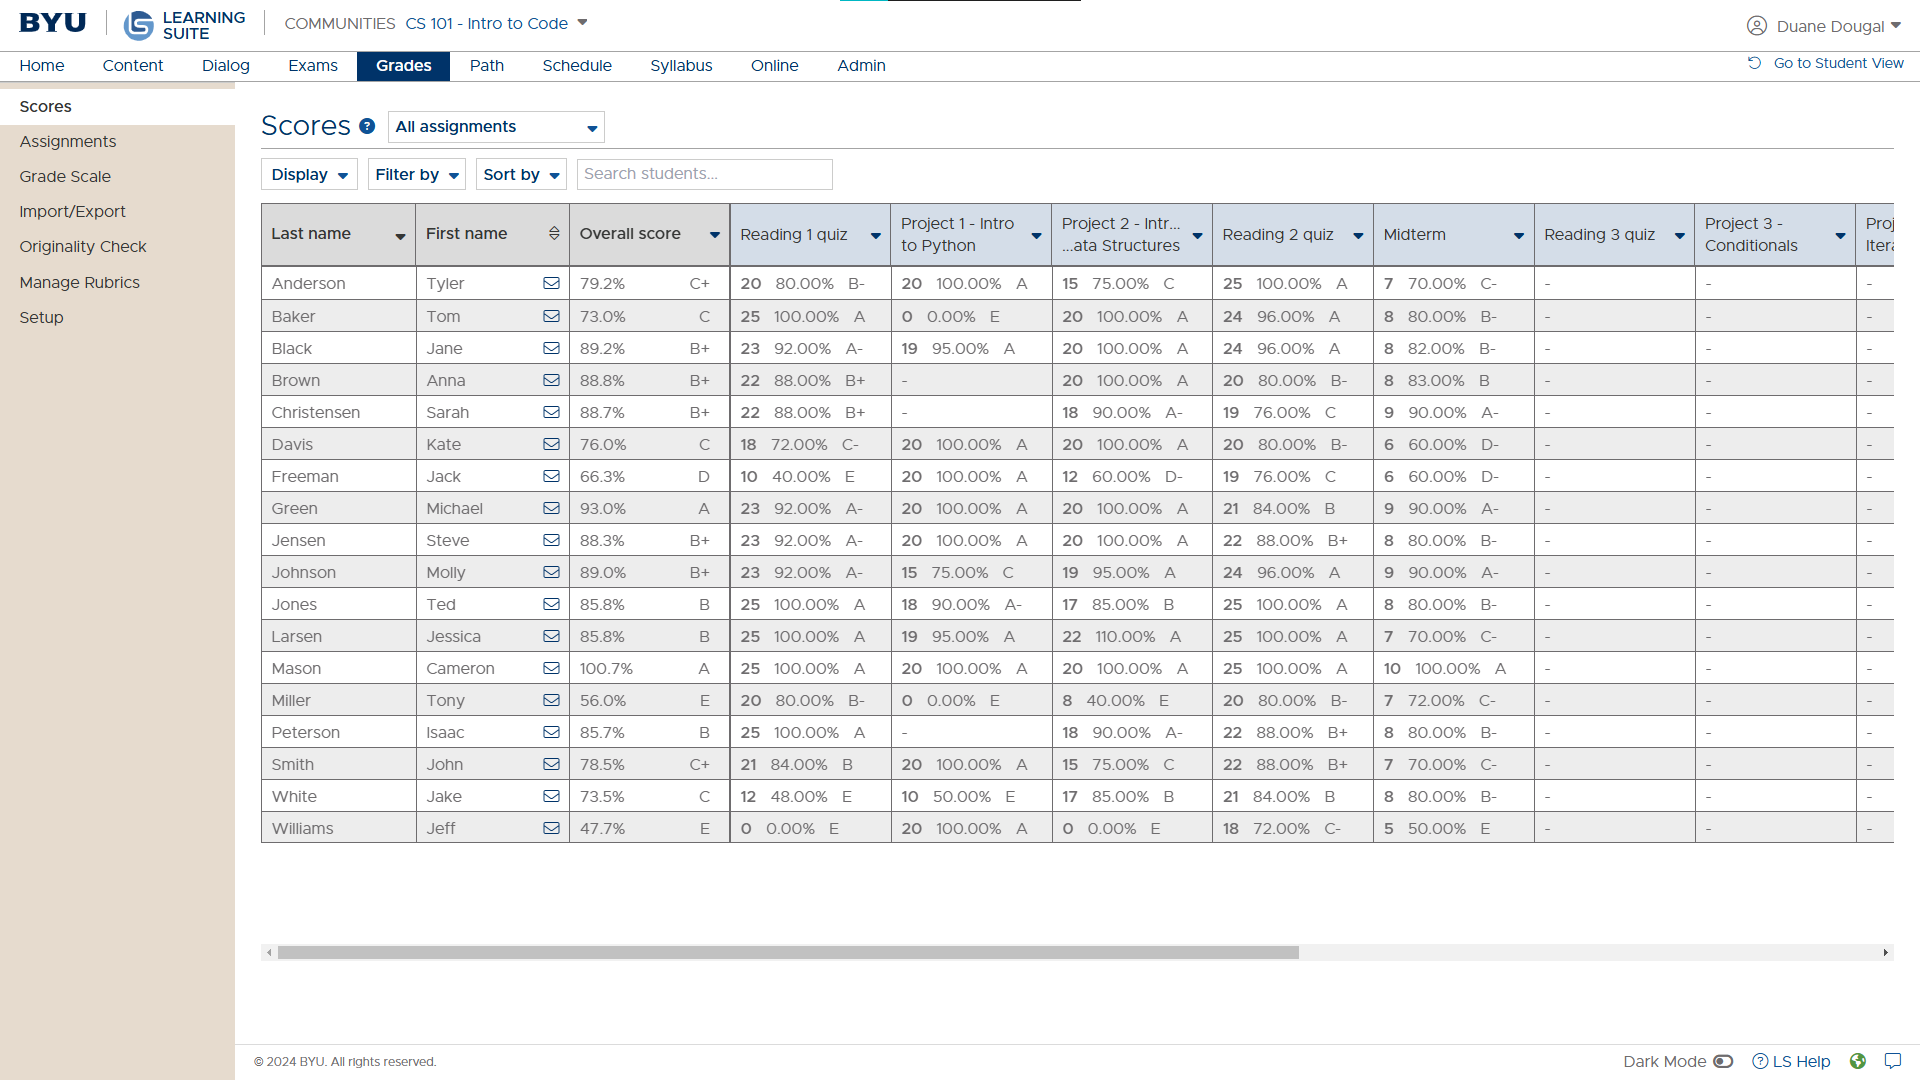 BYU LEARNING SUITE COMMUNITIES CS 101 - Intro to Code Duane Dougal
Home Content Dialog Exams Grades Path Schedule Syllabus Online Admin Go to Student View
Scores
Assignments
Grade Scale
Import/Export
Originality Check
Manage Rubrics
Setup
Scores ? All assignments
Display Filter by Sort by Search students...
Last name First name Overall score Reading 1 quiz Project 1 - Intro to Python Project 2 - Intr... ...ata Structures Reading 2 quiz Midterm Reading 3 quiz Project 3 - Conditionals Proj Itera
Anderson Tyler 79.2% C+ 20 80.00% B- 20 100.00% A 15 75.00% C 25 100.00% A 7 70.00% C- - - -
Baker Tom 73.0% C 25 100.00% A 0 0.00% E 20 100.00% A 24 96.00% A 8 80.00% B- - - -
Black Jane 89.2% B+ 23 92.00% A- 19 95.00% A 20 100.00% A 24 96.00% A 8 82.00% B- - - -
Brown Anna 88.8% B+ 22 88.00% B+ - 20 100.00% A 20 80.00% B- 8 83.00% B - - -
Christensen Sarah 88.7% B+ 22 88.00% B+ - 18 90.00% A- 19 76.00% C 9 90.00% A- - - -
Davis Kate 76.0% C 18 72.00% C- 20 100.00% A 20 100.00% A 20 80.00% B- 6 60.00% D- - - -
Freeman Jack 66.3% D 10 40.00% E 20 100.00% A 12 60.00% D- 19 76.00% C 6 60.00% D- - - -
Green Michael 93.0% A 23 92.00% A- 20 100.00% A 20 100.00% A 21 84.00% B 9 90.00% A- - - -
Jensen Steve 88.3% B+ 23 92.00% A- 20 100.00% A 20 100.00% A 22 88.00% B+ 8 80.00% B- - - -
Johnson Molly 89.0% B+ 23 92.00% A- 15 75.00% C 19 95.00% A 24 96.00% A 9 90.00% A- - - -
Jones Ted 85.8% B 25 100.00% A 18 90.00% A- 17 85.00% B 25 100.00% A 8 80.00% B- - - -
Larsen Jessica 85.8% B 25 100.00% A 19 95.00% A 22 110.00% A 25 100.00% A 7 70.00% C- - - -
Mason Cameron 100.7% A 25 100.00% A 20 100.00% A 20 100.00% A 25 100.00% A 10 100.00% A - - -
Miller Tony 56.0% E 20 80.00% B- 0 0.00% E 8 40.00% E 20 80.00% B- 7 72.00% C- - - -
Peterson Isaac 85.7% B 25 100.00% A - 18 90.00% A- 22 88.00% B+ 8 80.00% B- - - -
Smith John 78.5% C+ 21 84.00% B 20 100.00% A 15 75.00% C 22 88.00% B+ 7 70.00% C- - - -
White Jake 73.5% C 12 48.00% E 10 50.00% E 17 85.00% B 21 84.00% B 8 80.00% B- - - -
Williams Jeff 47.7% E 0 0.00% E 20 100.00% A 0 0.00% E 18 72.00% C- 5 50.00% E - - -
© 2024 BYU. All rights reserved. Dark Mode ? LS Help